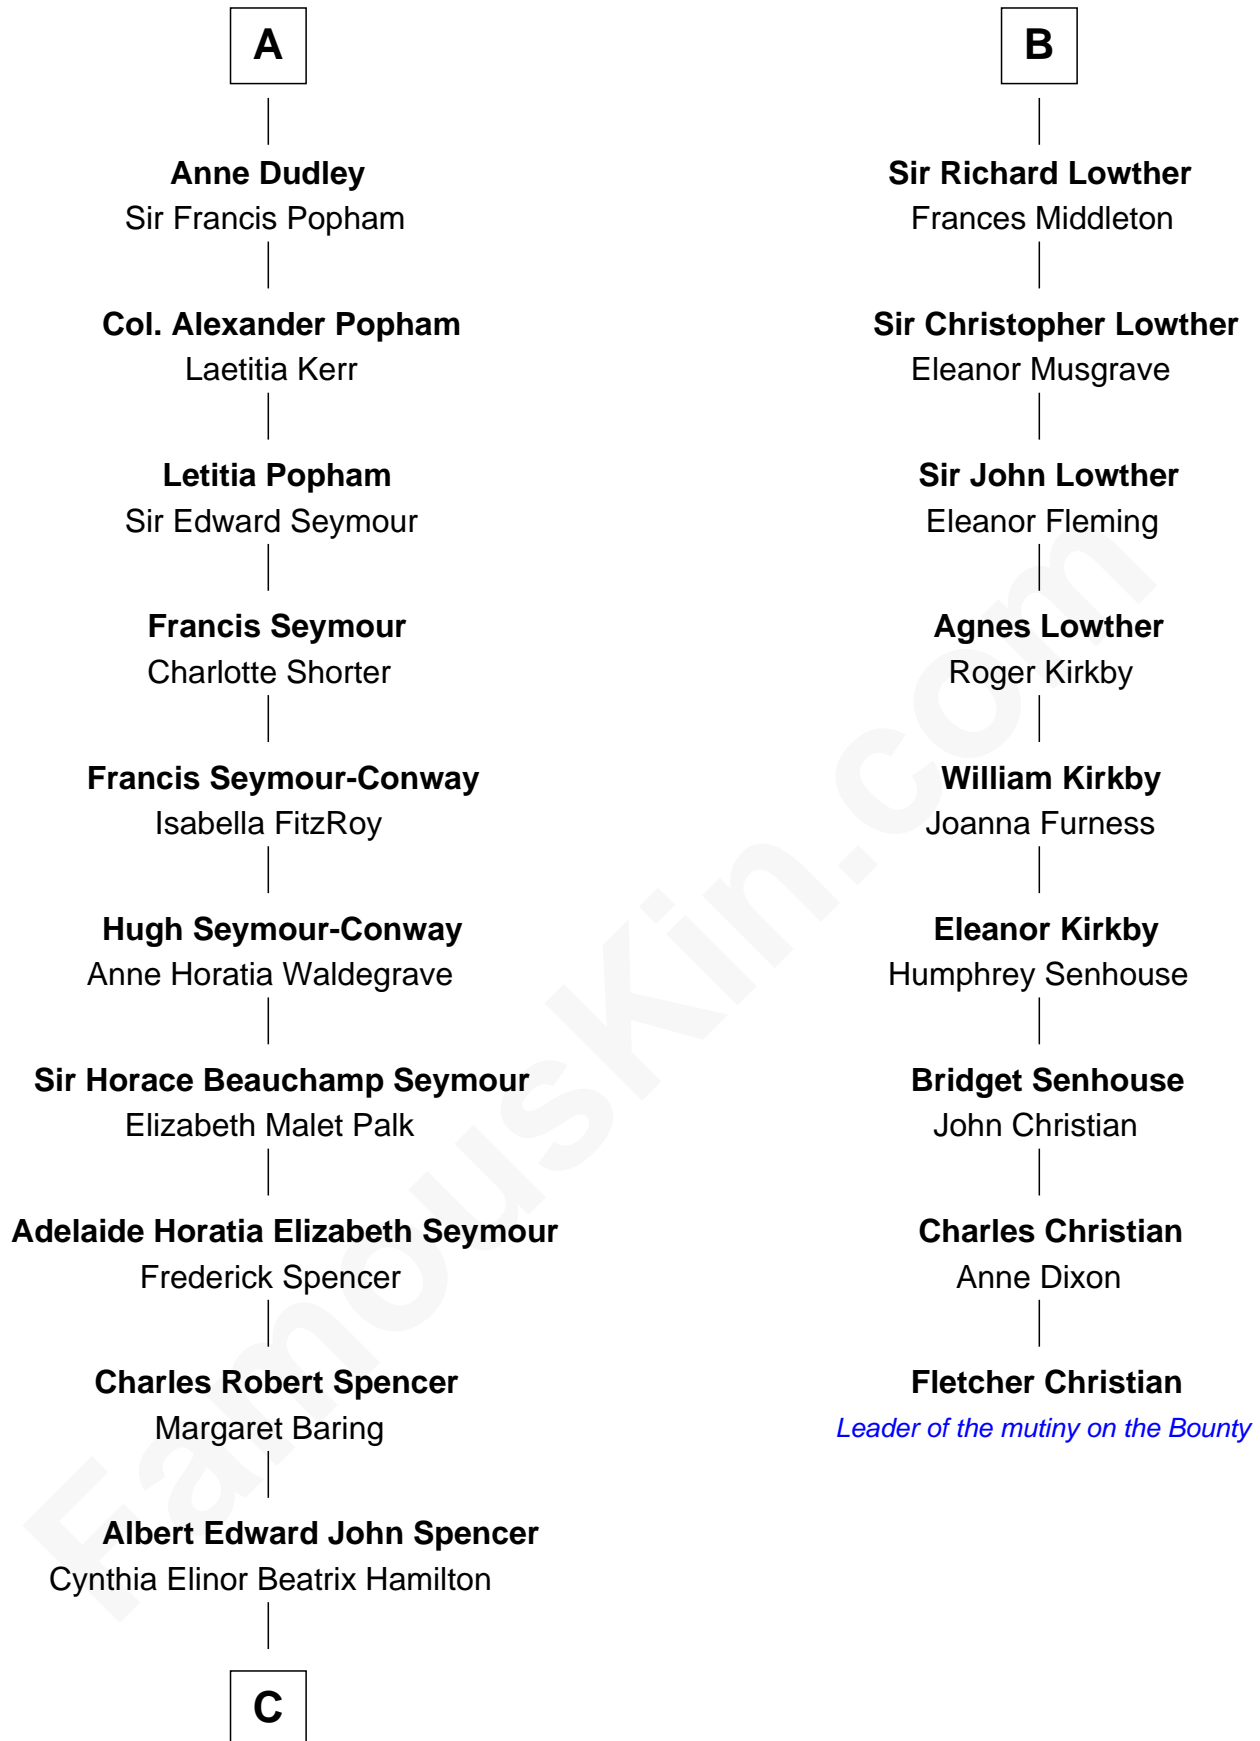 A
Anne Dudley
Sir Francis Popham
Col. Alexander Popham
Laetitia Kerr
Letitia Popham
Sir Edward Seymour
Francis Seymour
Charlotte Shorter
Francis Seymour-Conway
Isabella FitzRoy
Hugh Seymour-Conway
Anne Horatia Waldegrave
Sir Horace Beauchamp Seymour
Elizabeth Malet Palk
Adelaide Horatia Elizabeth Seymour
Frederick Spencer
Charles Robert Spencer
Margaret Baring
Albert Edward John Spencer
Cynthia Elinor Beatrix Hamilton
C
B
Sir Richard Lowther
Frances Middleton
Sir Christopher Lowther
Eleanor Musgrave
Sir John Lowther
Eleanor Fleming
Agnes Lowther
Roger Kirkby
William Kirkby
Joanna Furness
Eleanor Kirkby
Humphrey Senhouse
Bridget Senhouse
John Christian
Charles Christian
Anne Dixon
Fletcher Christian
Leader of the mutiny on the Bounty
FamousKin.com